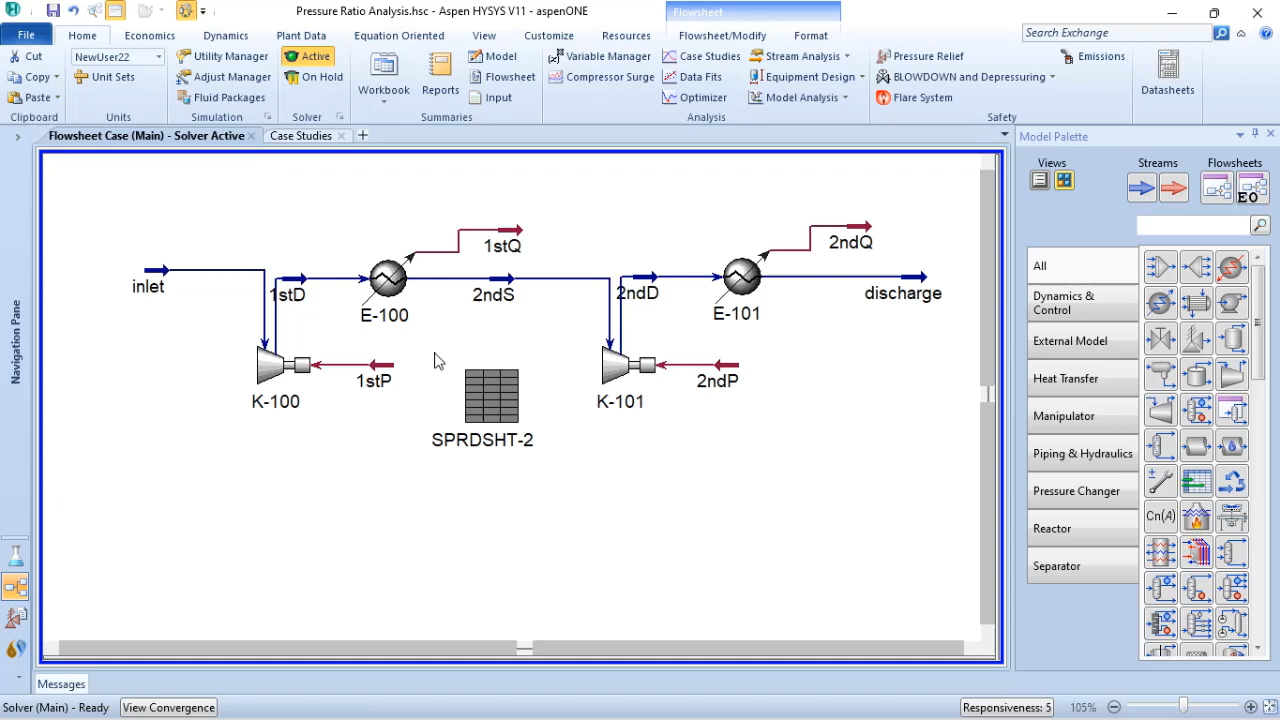 Pressure Ratio Analysis.hsc - Aspen HYSYS V11 - aspenONE
Flowsheet
File
Home
Economics
Dynamics
Plant Data
Equation Oriented
View
Customize
Resources
Flowsheet/Modify
Format
Search Exchange
Cut
Copy
Paste
Clipboard
NewUser22
Unit Sets
Units
Utility Manager
Adjust Manager
Fluid Packages
Simulation
Active
On Hold
Solver
Workbook
Reports
Model
Flowsheet
Input
Summaries
Variable Manager
Compressor Surge
Case Studies
Data Fits
Optimizer
Stream Analysis
Equipment Design
Model Analysis
Analysis
Pressure Relief
BLOWDOWN and Depressuring
Flare System
Emissions
Safety
Datasheets
Flowsheet Case (Main) - Solver Active
Case Studies
Model Palette
Navigation Pane
Views
Streams
Flowsheets
EO
All
Dynamics &
Control
External Model
Heat Transfer
Manipulator
Piping & Hydraulics
Pressure Changer
Reactor
Separator
Cn(A)
1stQ
2ndQ
inlet
1stD
2ndS
2ndD
discharge
E-100
E-101
1stP
2ndP
K-100
K-101
SPRDSHT-2
Messages
Solver (Main) - Ready
View Convergence
Responsiveness: 5
105%